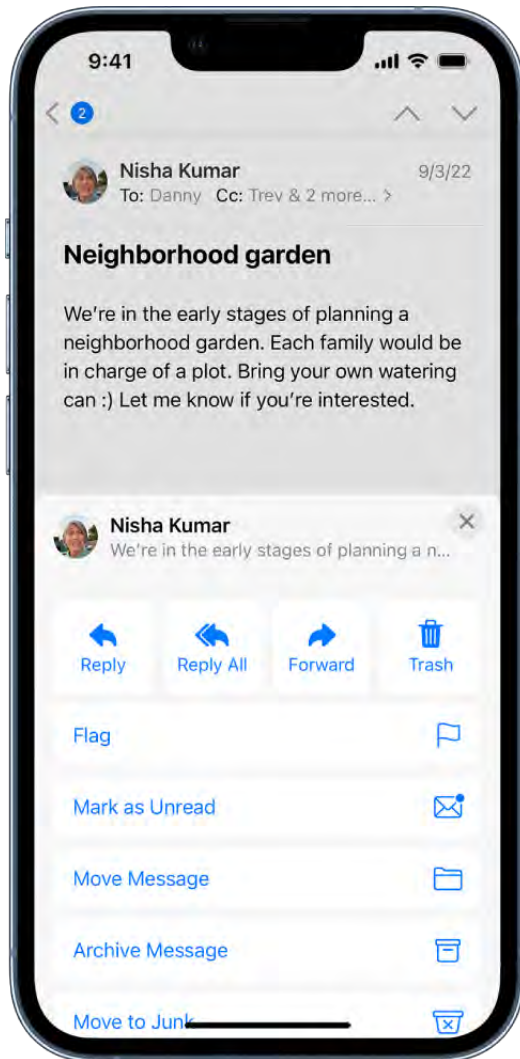 9:41
2
Nisha Kumar 9/3/22
To: Danny Cc: Trev & 2 more... >
Neighborhood garden
We're in the early stages of planning a
neighborhood garden. Each family would be
in charge of a plot. Bring your own watering
can :) Let me know if you're interested.
Nisha Kumar
We're in the early stages of planning a n...
Reply Reply All Forward Trash
Flag
Mark as Unread
Move Message
Archive Message
Move to Junk